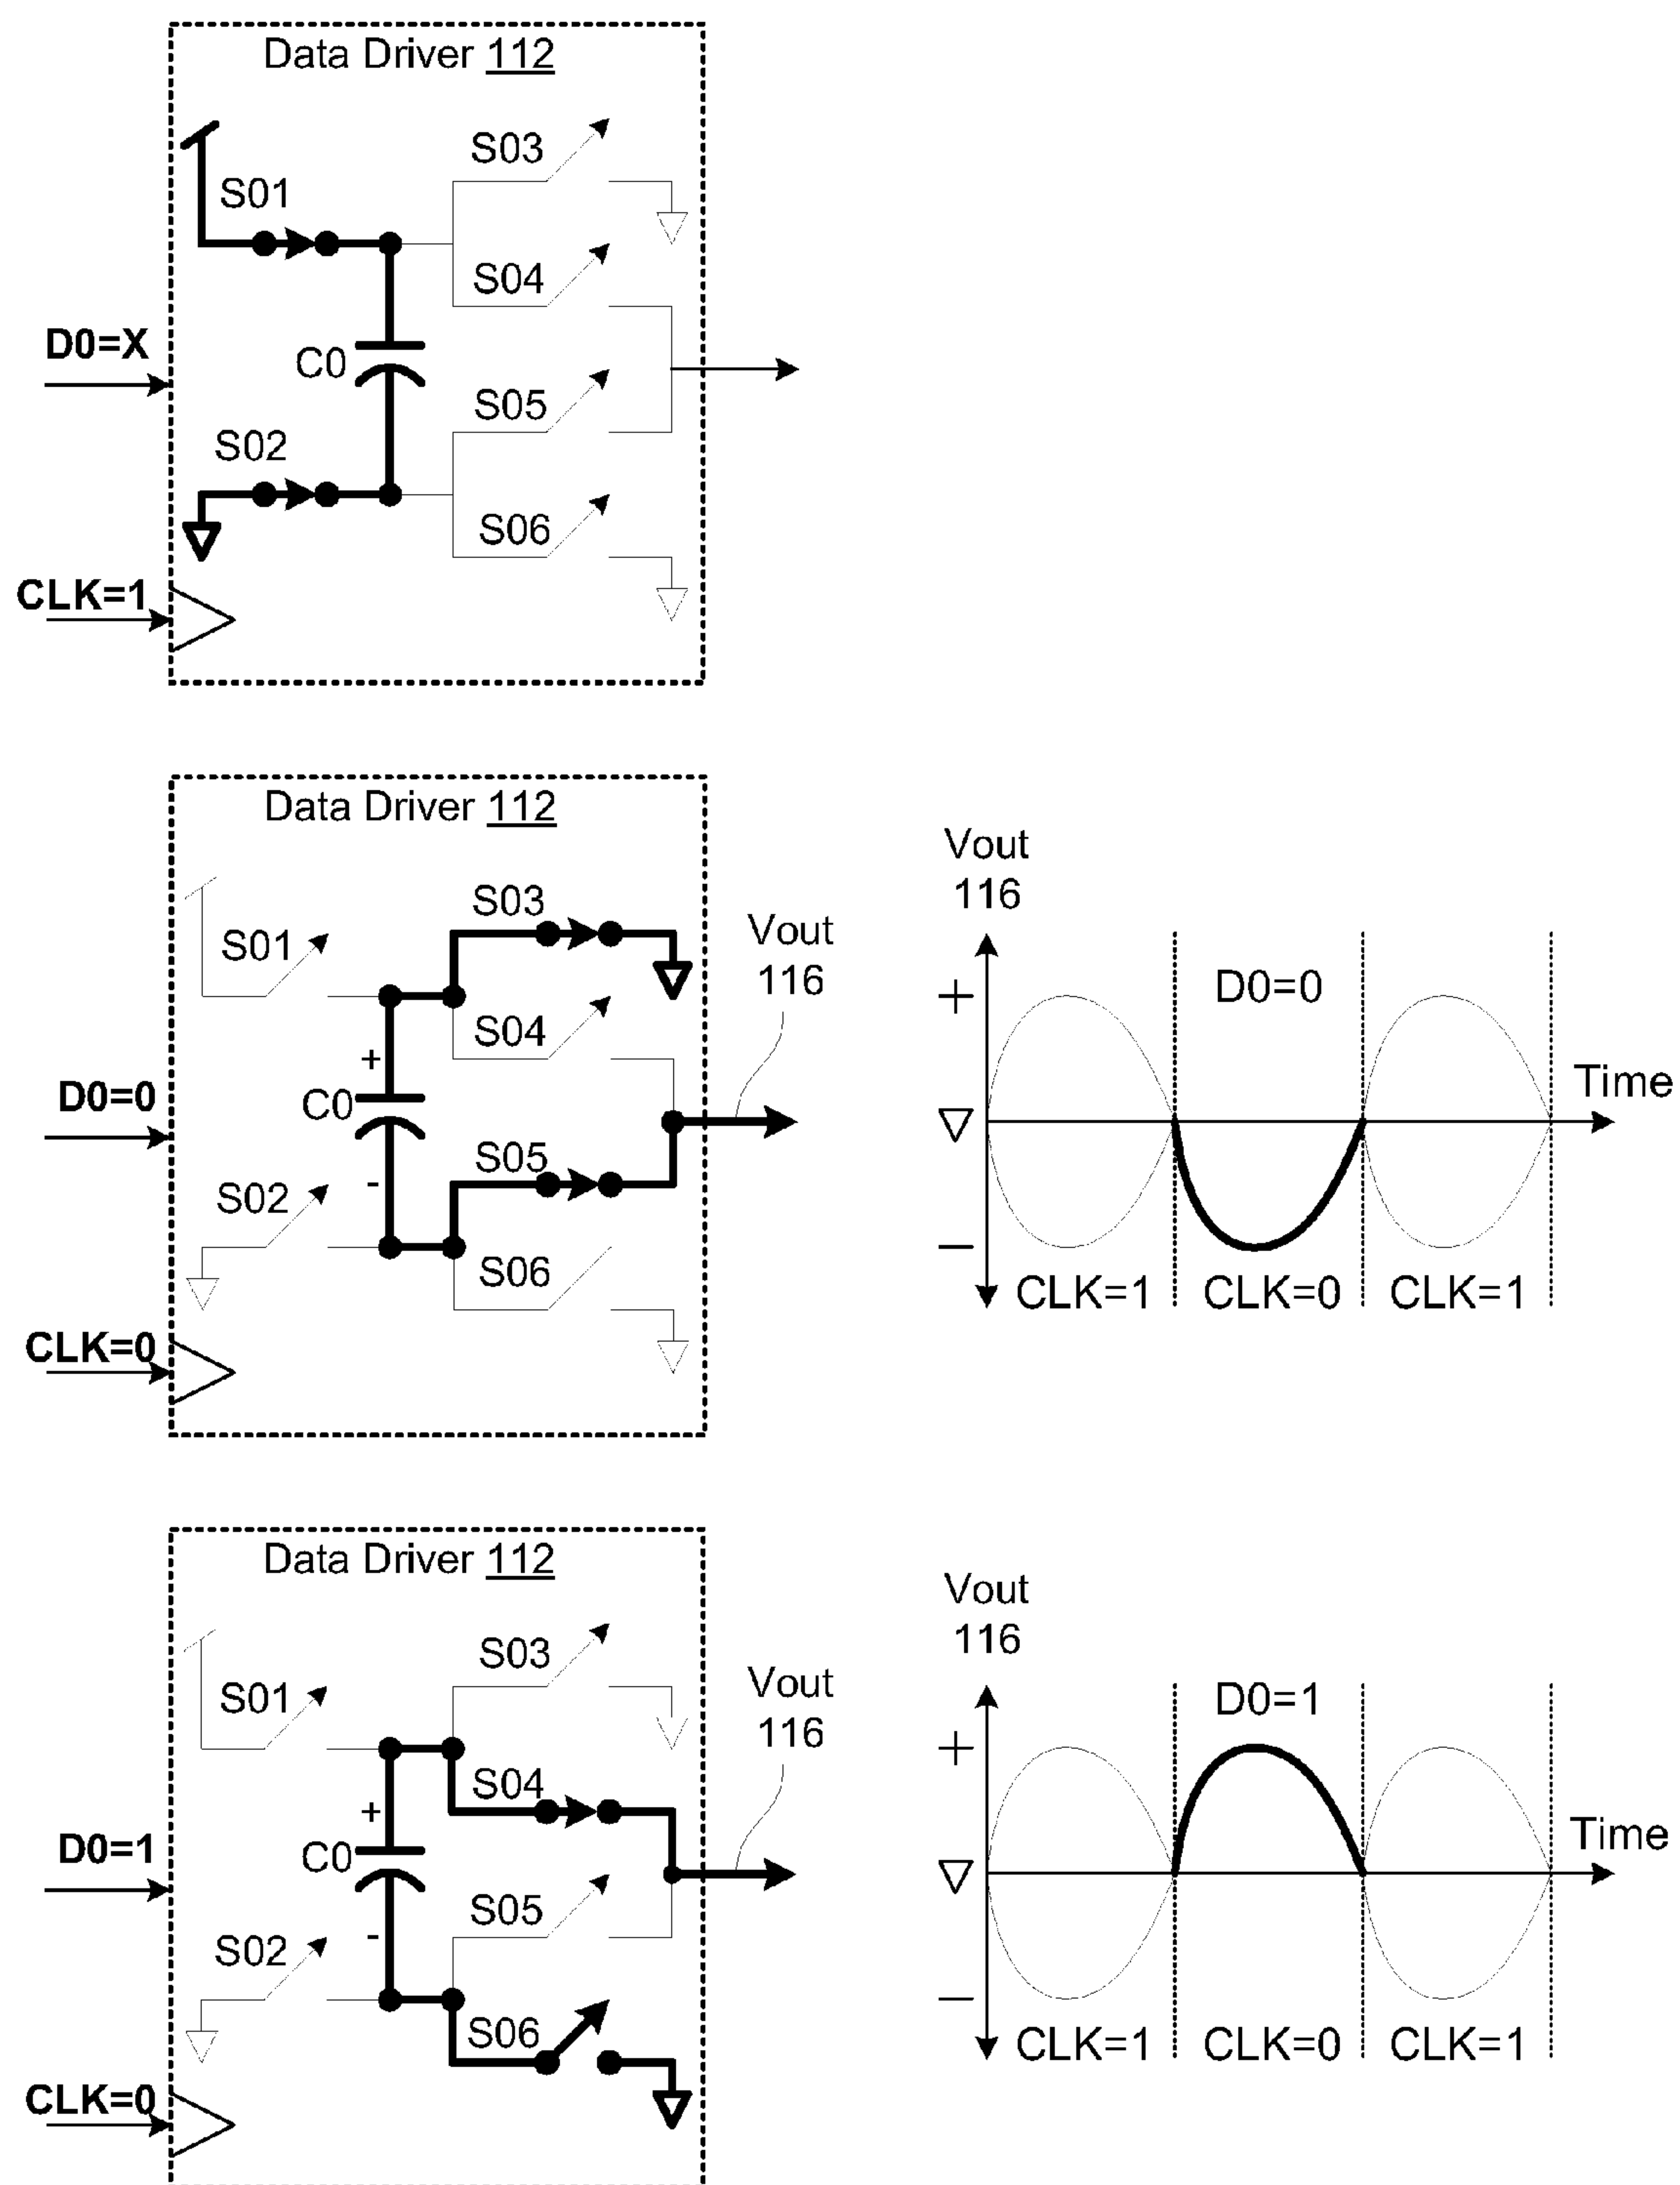 Data Driver 112
S03
S01
S04
D0=X
C0
S05
S02
S06
CLK=1
Data Driver 112
S03
S01
Vout
116
S04
+
D0=0
C0
S05
-
S02
S06
CLK=0
Vout
116
+
D0=0
Time
−
CLK=1
CLK=0
CLK=1
Data Driver 112
S03
S01
Vout
116
S04
+
D0=1
C0
S05
-
S02
S06
CLK=0
Vout
116
D0=1
+
Time
−
CLK=1
CLK=0
CLK=1